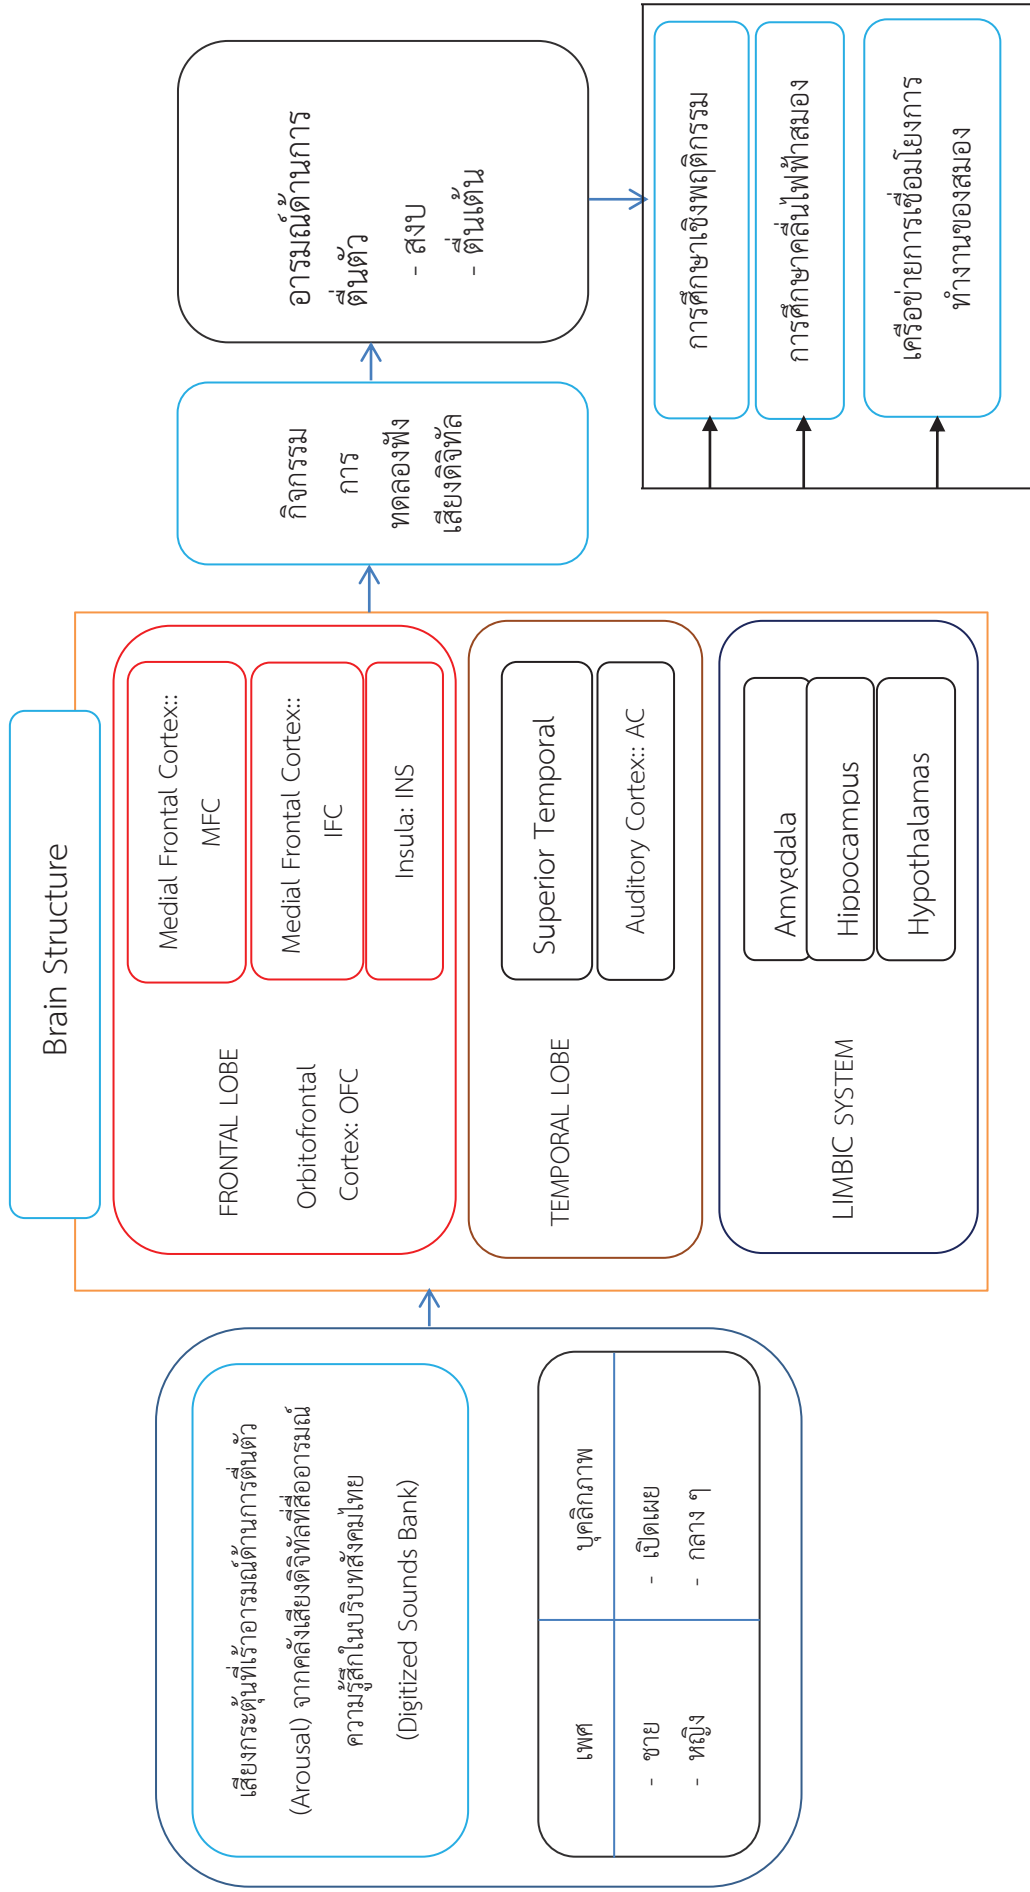 เสียงกระตุ้นที่เร้าอารมณ์ด้านการตื่นตัว
(Arousal) จากคลังเสียงดิจิทัลที่สื่ออารมณ์
ความรู้สึกในบริบทสังคมไทย
(Digitized Sounds Bank)
เพศ
- ชาย
- หญิง
บุคลิกภาพ
- เปิดเผย
- กลาง ๆ
Brain Structure
FRONTAL LOBE
Orbitofrontal
Cortex: OFC
Medial Frontal Cortex::
MFC
Medial Frontal Cortex::
IFC
Insula: INS
TEMPORAL LOBE
Superior Temporal
Auditory Cortex:: AC
LIMBIC SYSTEM
Amygdala
Hippocampus
Hypothalamas
กิจกรรม
การ
ทดลองฟัง
เสียงดิจิทัล
อารมณ์ด้านการ
ตื่นตัว
- สงบ
- ตื่นเต้น
การศึกษาเชิงพฤติกรรม
การศึกษาคลื่นไฟฟ้าสมอง
เครือข่ายการเชื่อมโยงการ
ทำงานของสมอง